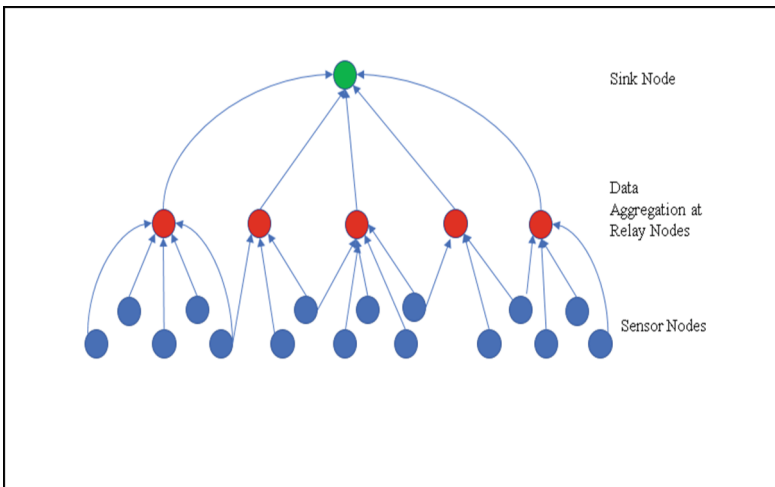 Sink Node
Data
Aggregation at
Relay Nodes
Sensor Nodes